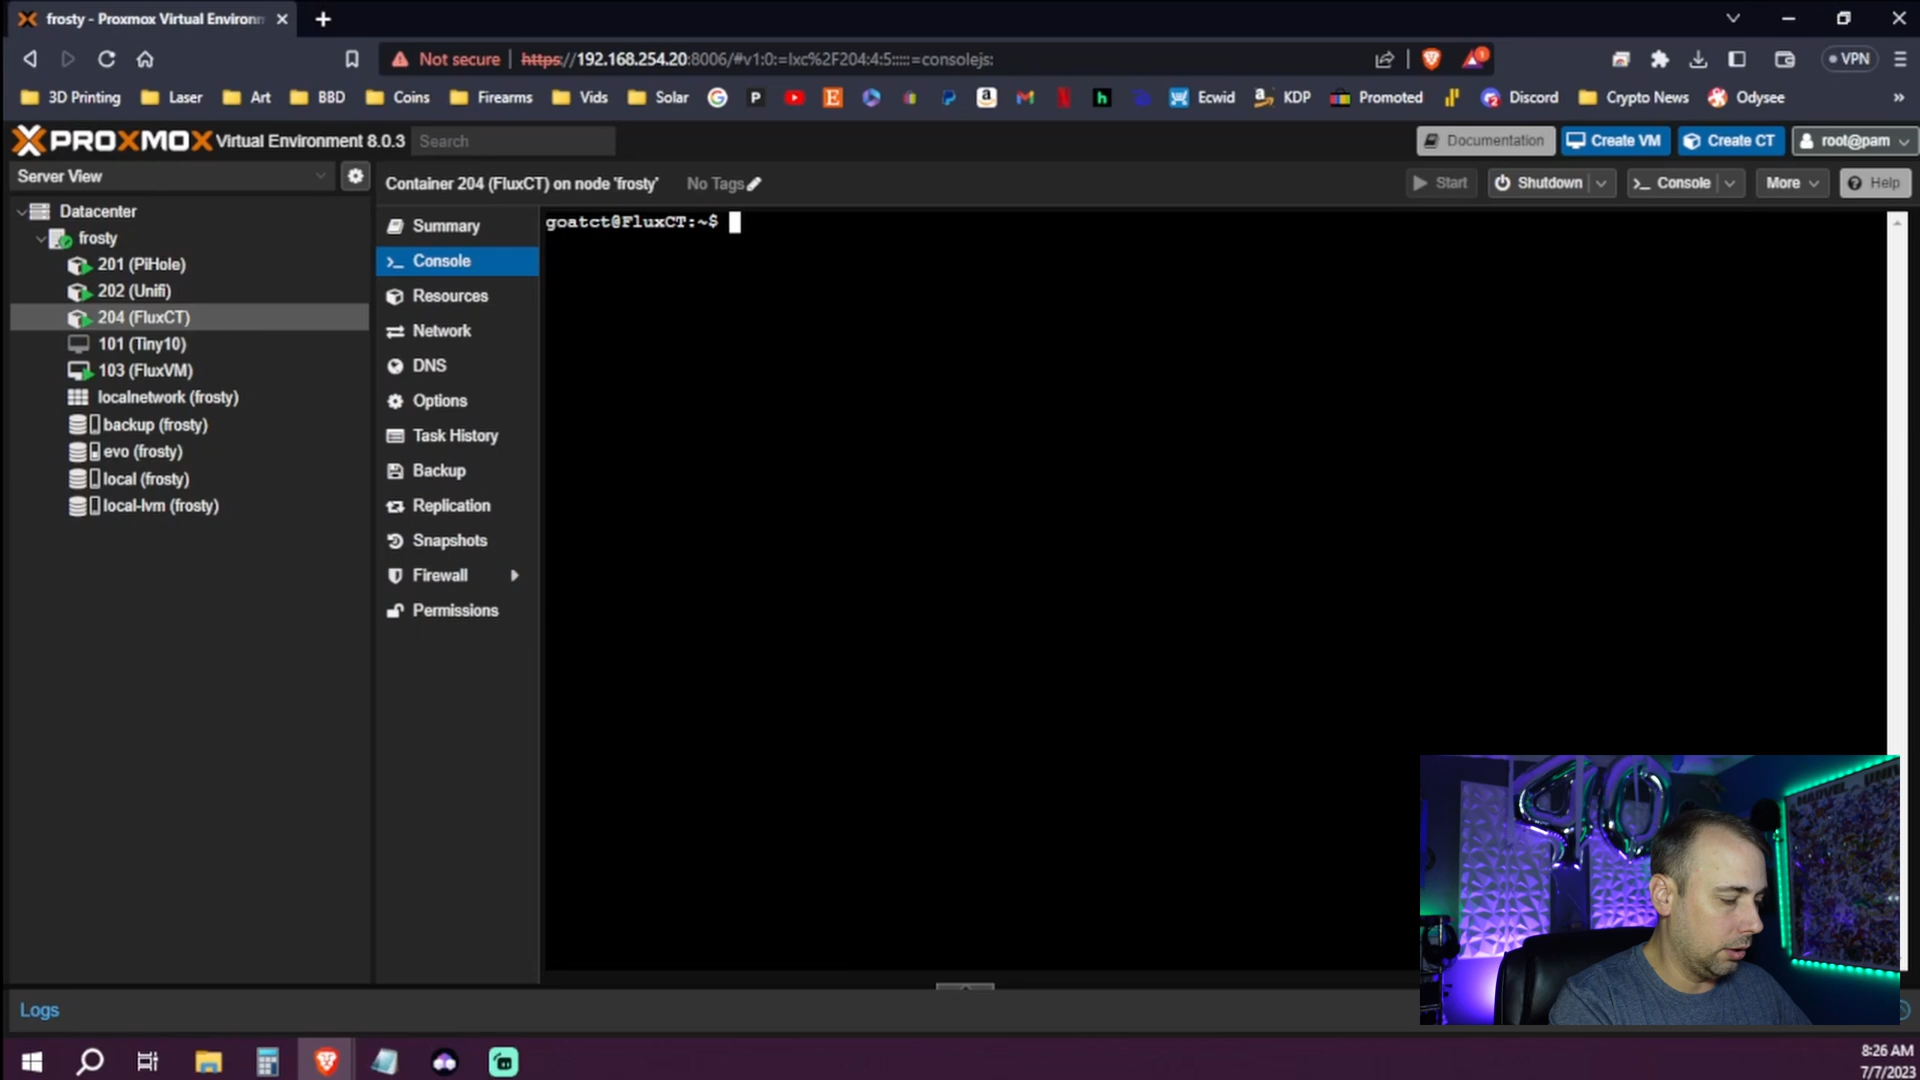 frosty - Proxmox Virtual Environm
Not secure
https://192.168.254.20:8006/#v1:0:=lxc%2F204:4:5:::::=consolejs:
1
VPN
3D Printing
Laser
Art
BBD
Coins
Firearms
Vids
Solar
Ecwid
KDP
Promoted
Discord
Crypto News
Odysee
PROXMOX
Virtual Environment 8.0.3
Search
Documentation
Create VM
Create CT
root@pam
Server View
Container 204 (FluxCT) on node 'frosty'
No Tags
Start
Shutdown
Console
More
Help
Datacenter
frosty
201 (PiHole)
202 (Unifi)
204 (FluxCT)
101 (Tiny10)
103 (FluxVM)
localnetwork (frosty)
backup (frosty)
evo (frosty)
local (frosty)
local-lvm (frosty)
Summary
Console
Resources
Network
DNS
Options
Task History
Backup
Replication
Snapshots
Firewall
Permissions
goatct@FluxCT:~$
40
MARVEL
Logs
8:26 AM
7/7/2023